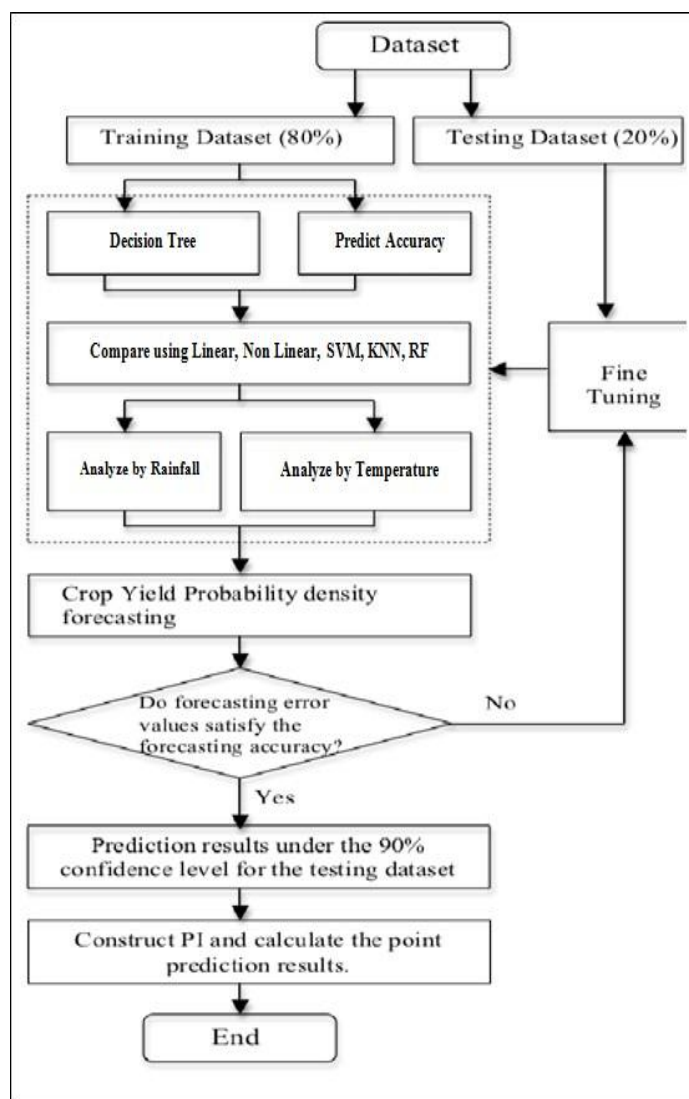 Dataset
Training Dataset (80%)
Testing Dataset (20%)
Decision Tree
Predict Accuracy
Compare using Linear, Non Linear, SVM, KNN, RF
Fine
Tuning
Analyze by Rainfall
Analyze by Temperature
Crop Yield Probability density
forecasting
Do forecasting error
values satisfy the
forecasting accuracy?
No
Yes
Prediction results under the 90%
confidence level for the testing dataset
Construct PI and calculate the point
prediction results.
End